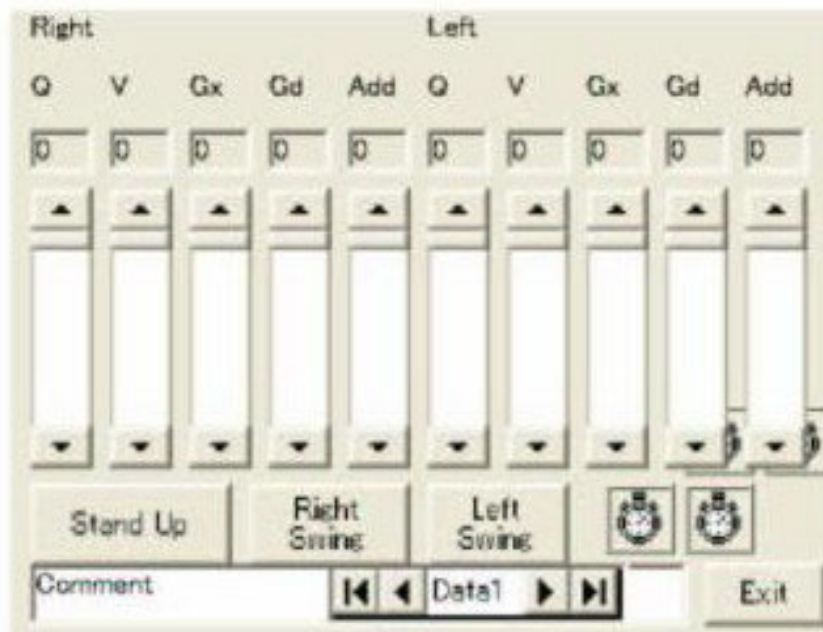 Right Left
Q V Gx Gd Add Q V Gx Gd Add
0 0 0 0 0 0 0 0 0 0
Stand Up Right Swing Left Swing
Comment Data1 Exit